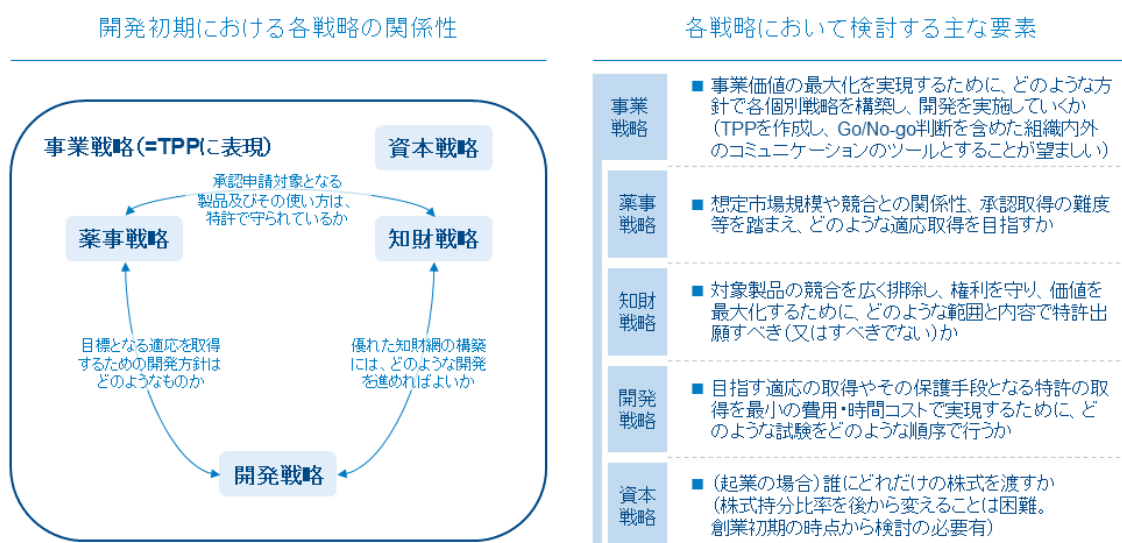 開発初期における各戦略の関係性
事業戦略(=TPPに表現)
資本戦略
承認申請対象となる
製品及びその使い方は、
特許で守られているか
薬事戦略
知財戦略
目標となる適応を取得
するための開発方針は
どのようなものか
優れた知財網の構築
には、どのような開発
を進めればよいか
開発戦略
各戦略において検討する主な要素
事業
戦略
■ 事業価値の最大化を実現するために、どのような方
針で各個別戦略を構築し、開発を実施していくか
(TPPを作成し、Go/No-go判断を含めた組織内外
のコミュニケーションのツールとすることが望ましい)
薬事
戦略
■ 想定市場規模や競合との関係性、承認取得の難度
等を踏まえ、どのような適応取得を目指すか
知財
戦略
■ 対象製品の競合を広く排除し、権利を守り、価値を
最大化するために、どのような範囲と内容で特許出
願すべき(又はすべきでない)か
開発
戦略
■ 目指す適応の取得やその保護手段となる特許の取
得を最小の費用・時間コストで実現するために、ど
のような試験をどのような順序で行うか
資本
戦略
■ (起業の場合)誰にどれだけの株式を渡すか
(株式持分比率を後から変えることは困難。
創業初期の時点から検討の必要有)